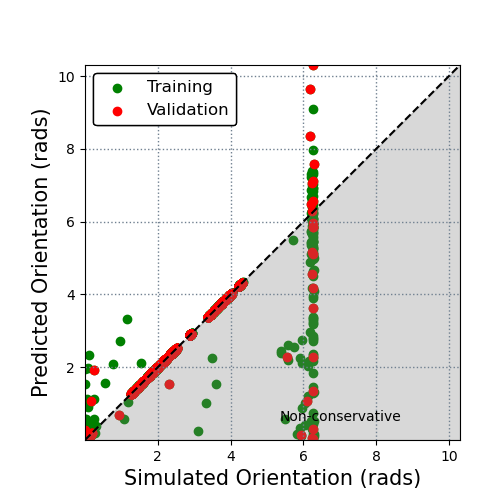 Training
Validation
10
8
6
4
2
Predicted Orientation (rads)
Non-conservative
2
4
6
8
10
Simulated Orientation (rads)